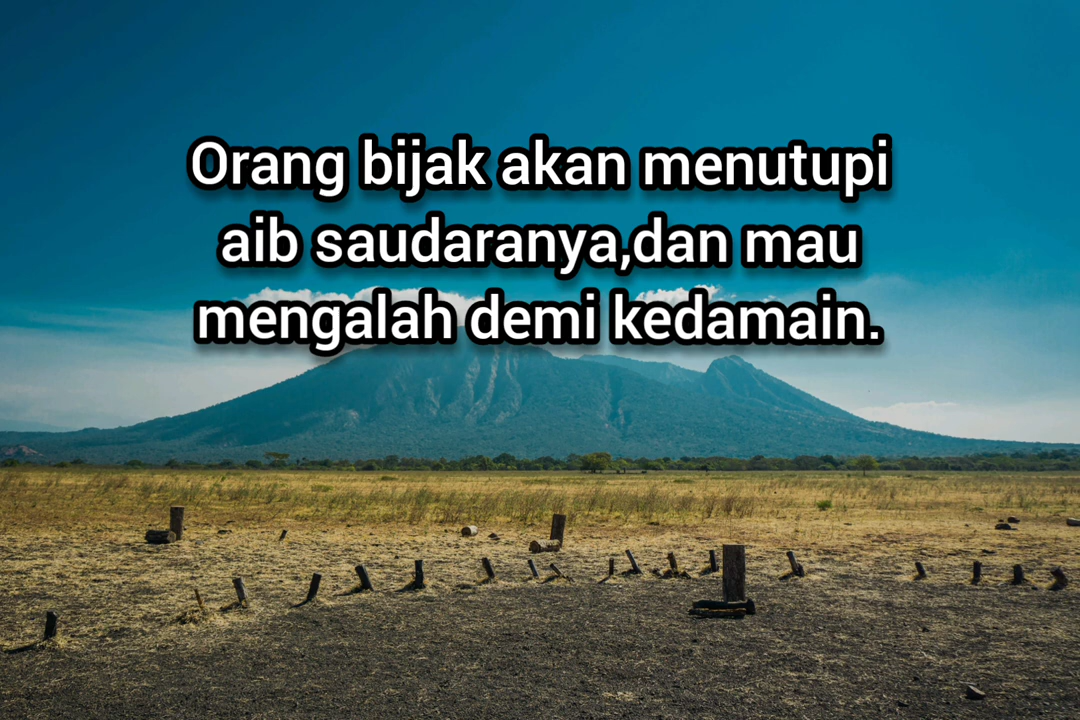 Orang bijak akan menutupi
aib saudaranya,dan mau
mengalah demi kedamain.